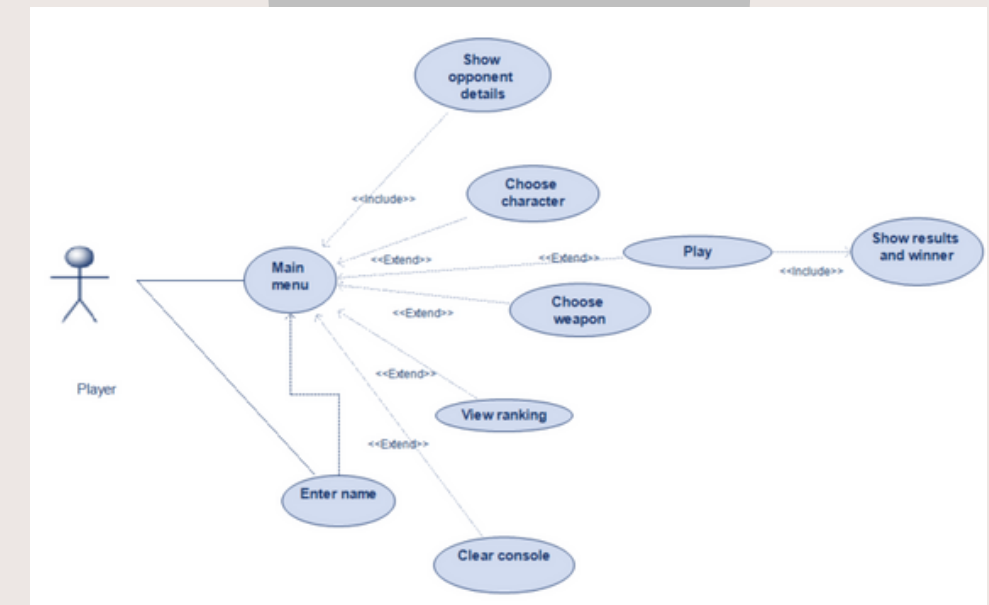 Show
opponent
details
<<Include>>
Choose
character
<<Extend>>
<<Extend>>
Play
<<Include>>
Show results
and winner
Main
menu
Choose
weapon
<<Extend>>
Player
<<Extend>>
View ranking
<<Extend>>
Enter name
Clear console